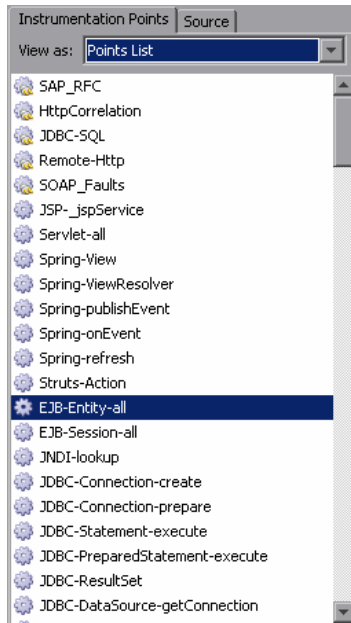 Instrumentation Points Source
View as: Points List
SAP_RFC
HttpCorrelation
JDBC-SQL
Remote-Http
SOAP_Faults
JSP-_jspService
Servlet-all
Spring-View
Spring-ViewResolver
Spring-publishEvent
Spring-onEvent
Spring-refresh
Struts-Action
EJB-Entity-all
EJB-Session-all
JNDI-lookup
JDBC-Connection-create
JDBC-Connection-prepare
JDBC-Statement-execute
JDBC-PreparedStatement-execute
JDBC-ResultSet
JDBC-DataSource-getConnection